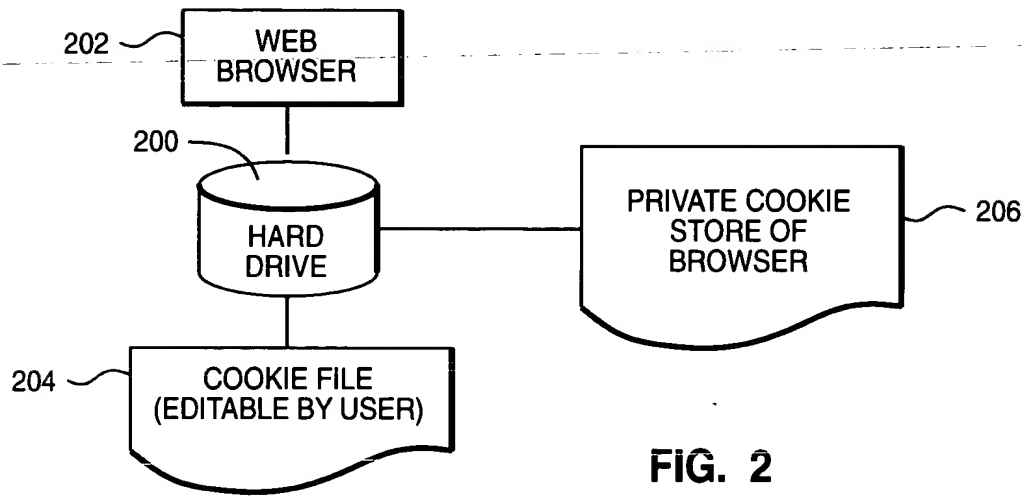 202
WEB
BROWSER
200
HARD
DRIVE
PRIVATE COOKIE
STORE OF
BROWSER
206
204
COOKIE FILE
(EDITABLE BY USER)
FIG. 2